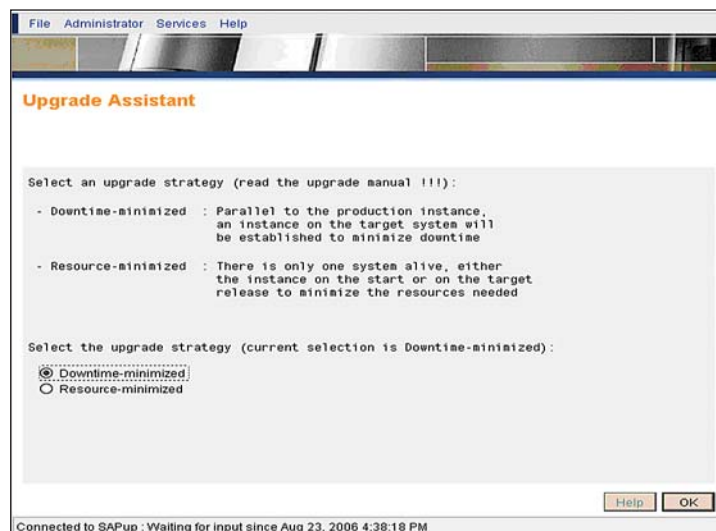 File Administrator Services Help
Upgrade Assistant
Select an upgrade strategy (read the upgrade manual !!!):
- Downtime-minimized : Parallel to the production instance,
an instance on the target system will
be established to minimize downtime
- Resource-minimized : There is only one system alive, either
the instance on the start or on the target
release to minimize the resources needed
Select the upgrade strategy (current selection is Downtime-minimized):
Downtime-minimized
Resource-minimized
Help OK
Connected to SAPup : Waiting for input since Aug 23, 2006 4:38:18 PM